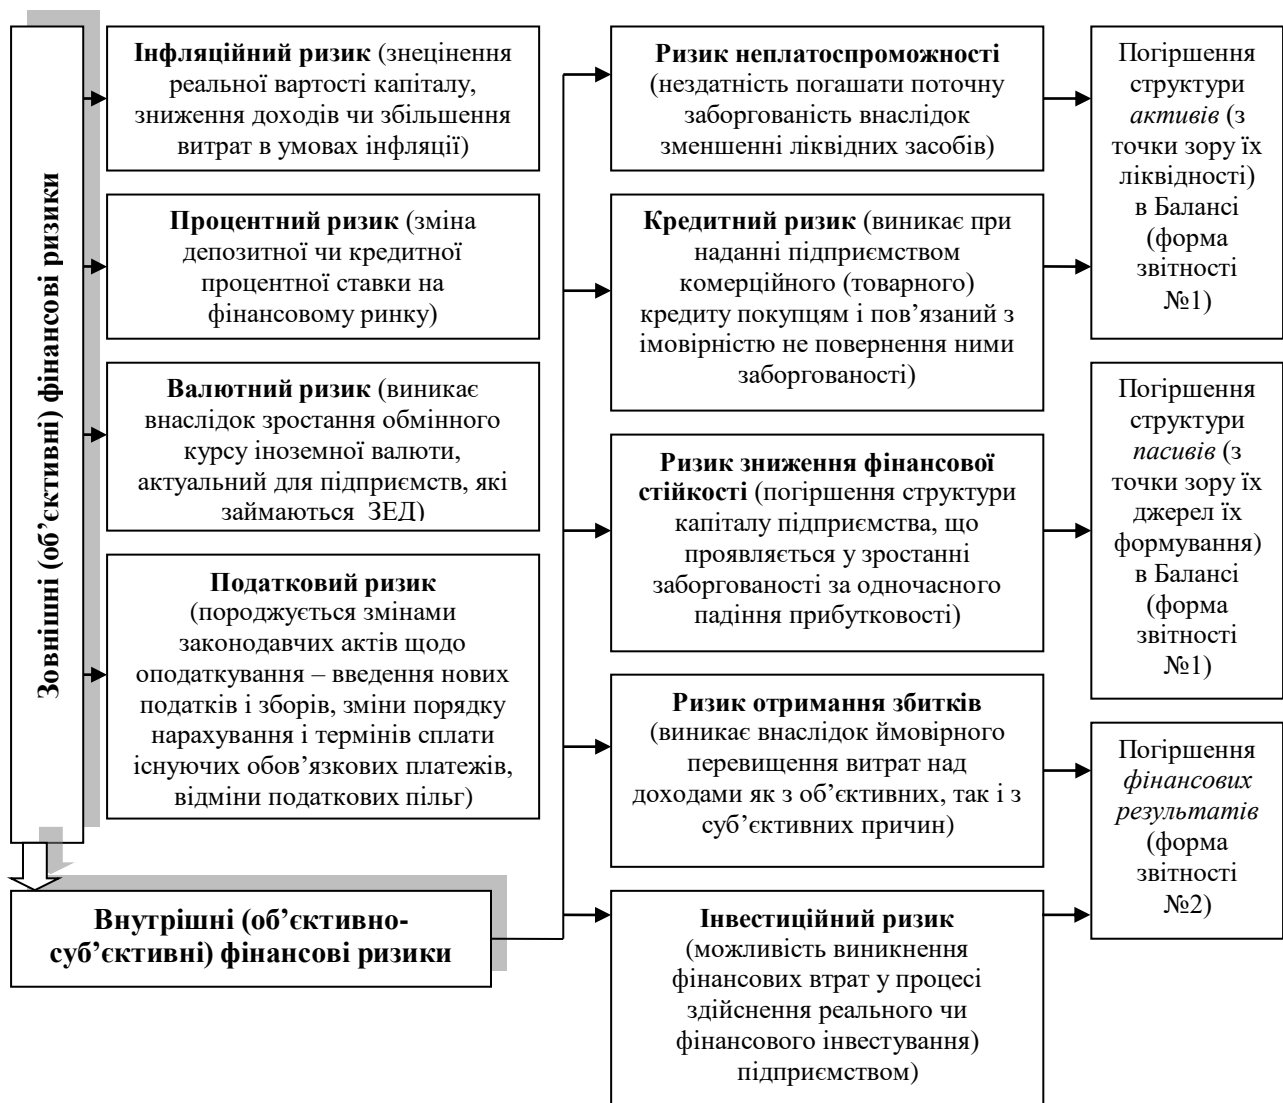 Зовнішні (об’єктивні) фінансові ризики
Інфляційний ризик (знецінення
реальної вартості капіталу,
зниження доходів чи збільшення
витрат в умовах інфляції)
Процентний ризик (зміна
депозитної чи кредитної
процентної ставки на
фінансовому ринку)
Валютний ризик (виникає
внаслідок зростання обмінного
курсу іноземної валюти,
актуальний для підприємств, які
займаються ЗЕД)
Податковий ризик
(породжується змінами
законодавчих актів щодо
оподаткування – введення нових
податків і зборів, зміни порядку
нарахування і термінів сплати
існуючих обов’язкових платежів,
відміни податкових пільг)
Внутрішні (об’єктивно-
суб’єктивні) фінансові ризики
Ризик неплатоспроможності
(нездатність погашати поточну
заборгованість внаслідок
зменшенні ліквідних засобів)
Кредитний ризик (виникає при
наданні підприємством
комерційного (товарного)
кредиту покупцям і пов’язаний з
імовірністю не повернення ними
заборгованості)
Ризик зниження фінансової
стійкості (погіршення структури
капіталу підприємства, що
проявляється у зростанні
заборгованості за одночасного
падіння прибутковості)
Ризик отримання збитків
(виникає внаслідок ймовірного
перевищення витрат над
доходами як з об’єктивних, так і з
суб’єктивних причин)
Інвестиційний ризик
(можливість виникнення
фінансових втрат у процесі
здійснення реального чи
фінансового інвестування)
підприємством)
Погіршення
структури
активів (з
точки зору їх
ліквідності)
в Балансі
(форма
звітності
№1)
Погіршення
структури
пасивів (з
точки зору їх
джерел їх
формування)
в Балансі
(форма
звітності
№1)
Погіршення
фінансових
результатів
(форма
звітності
№2)